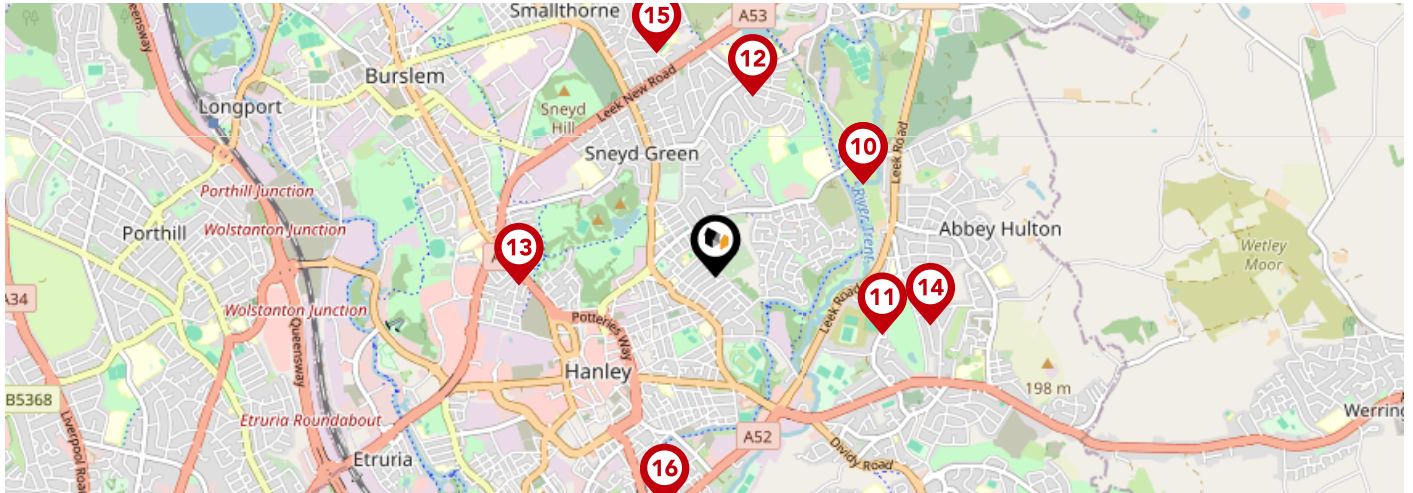 Smallthorne
15
A53
eensway
12
Burslem
Longport
Sneyd
Hill
Leek New Road
10
Leek Road
Sneyd Green
Porthill Junction
River Trent
Porthill
Wolstanton Junction
Abbey Hulton
13
A
Wetley
Moor
A34
11
14
Wolstanton Junction
Leek Road
Queensway
Potteries Way
Hanley
198 m
B5368
Liverpool Road
Etruria Roundabout
Werring
A52
Dividy Road
Etruria
16